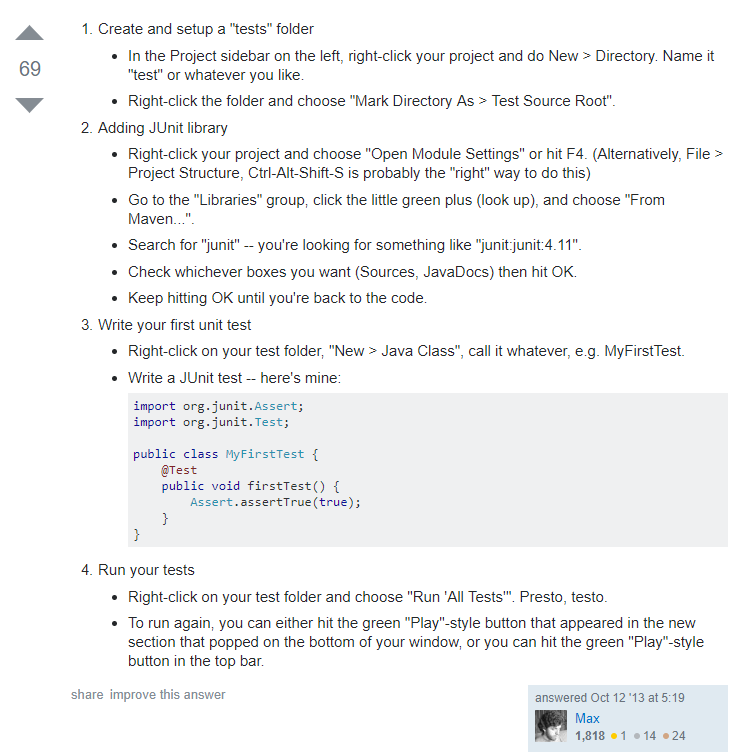 69
1. Create and setup a "tests" folder
• In the Project sidebar on the left, right-click your project and do New > Directory. Name it
"test" or whatever you like.
• Right-click the folder and choose "Mark Directory As > Test Source Root".
2. Adding JUnit library
• Right-click your project and choose "Open Module Settings" or hit F4. (Alternatively, File >
Project Structure, Ctrl-Alt-Shift-S is probably the "right" way to do this)
• Go to the "Libraries" group, click the little green plus (look up), and choose "From
Maven...".
• Search for "junit" -- you're looking for something like "junit:junit:4.11".
• Check whichever boxes you want (Sources, JavaDocs) then hit OK.
• Keep hitting OK until you're back to the code.
3. Write your first unit test
• Right-click on your test folder, "New > Java Class", call it whatever, e.g. MyFirstTest.
• Write a JUnit test -- here's mine:
import org.junit.Assert;
import org.junit.Test;
public class MyFirstTest {
@Test
public void firstTest() {
Assert.assertTrue(true);
}
}
4. Run your tests
• Right-click on your test folder and choose "Run 'All Tests'". Presto, testo.
• To run again, you can either hit the green "Play"-style button that appeared in the new
section that popped on the bottom of your window, or you can hit the green "Play"-style
button in the top bar.
share improve this answer
answered Oct 12 '13 at 5:19
Max
1,818 ● 1 ● 14 ● 24